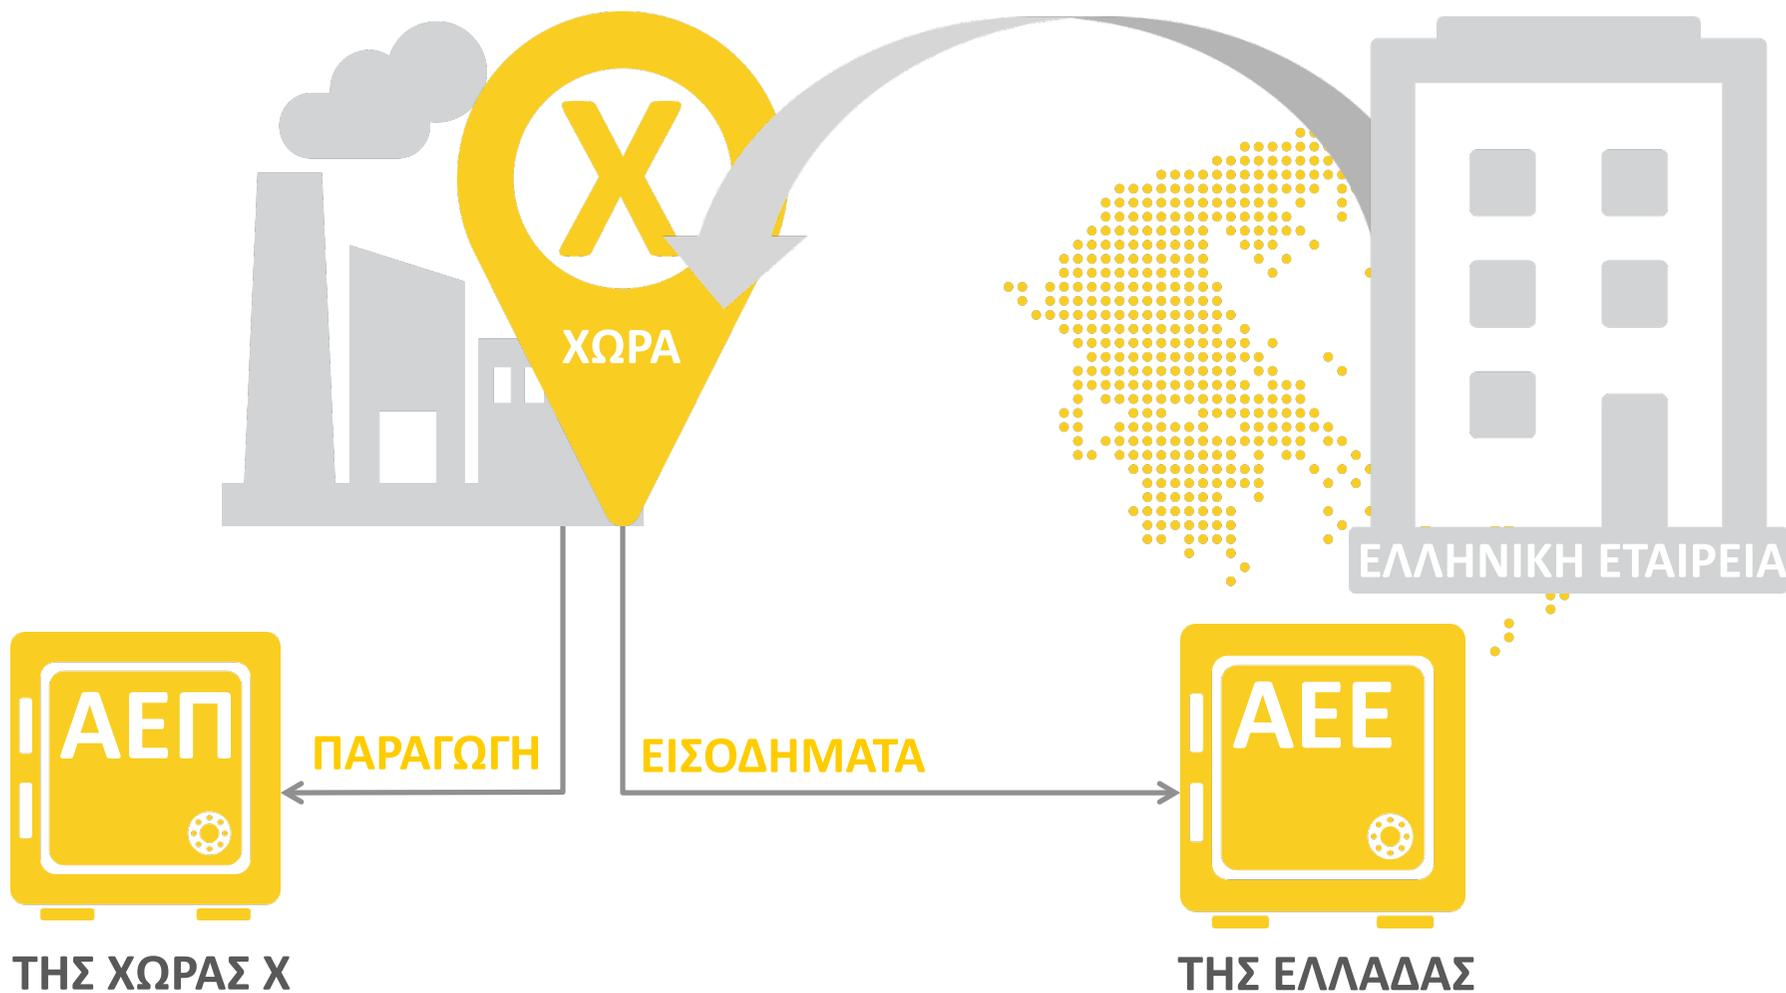 Χ
ΧΩΡΑ
ΕΛΛΗΝΙΚΗ ΕΤΑΙΡΕΙΑ
ΑΕΠ
ΠΑΡΑΓΩΓΗ
ΕΙΣΟΔΗΜΑΤΑ
ΑΕΕ
ΤΗΣ ΧΩΡΑΣ Χ
ΤΗΣ ΕΛΛΑΔΑΣ